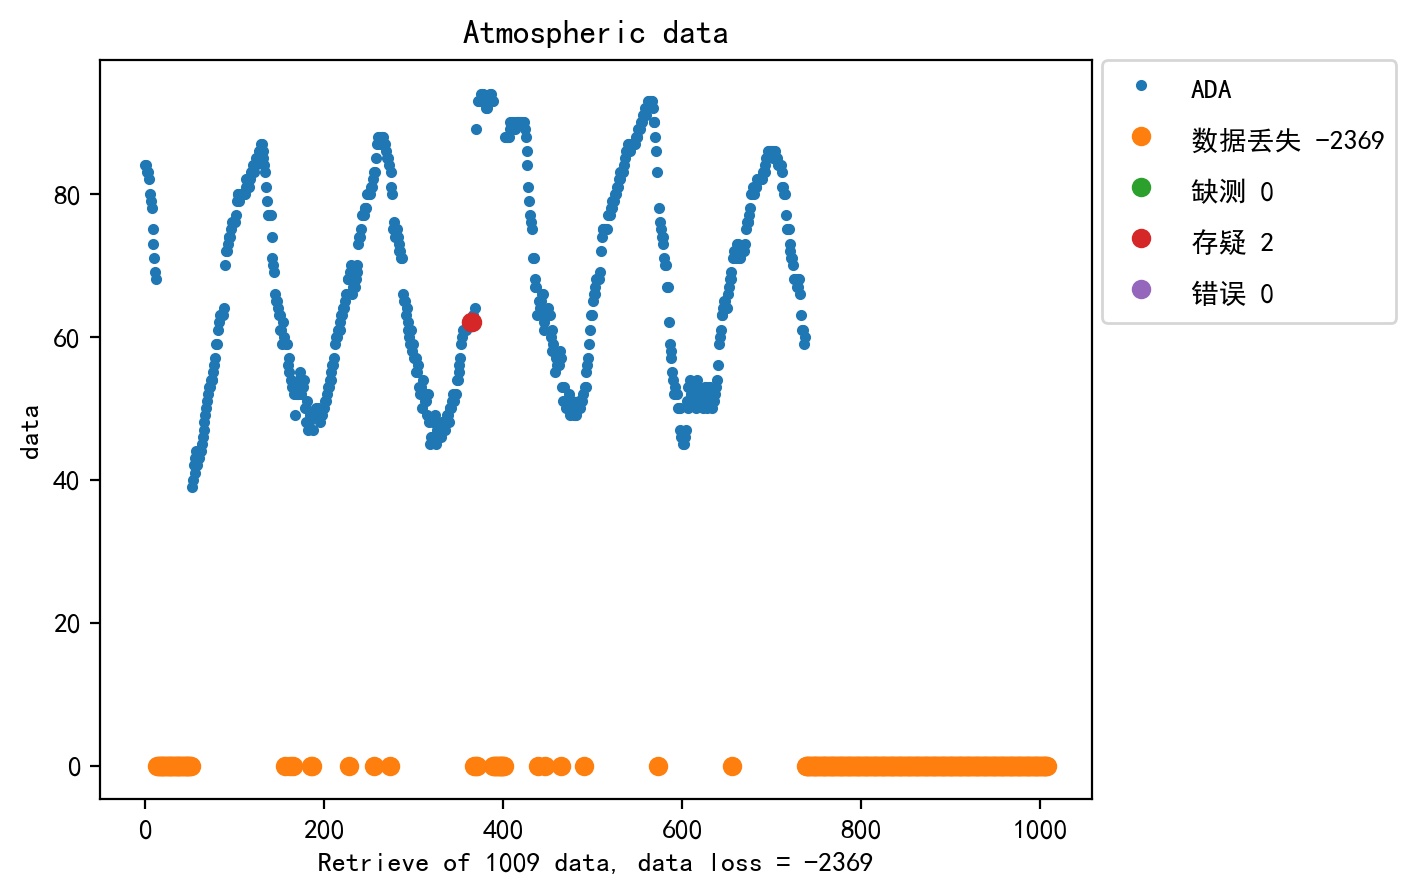 Atmospheric data
ADA
数据丢失 -2369
缺测 0
存疑 2
错误 0
data
80
60
40
20
0
0 200 400 600 800 1000
Retrieve of 1009 data, data loss = -2369